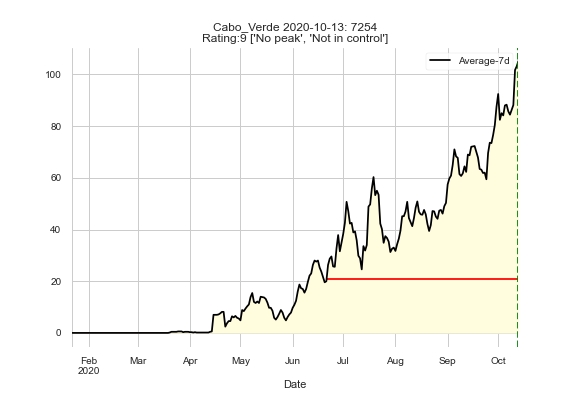 Cabo_Verde 2020-10-13: 7254
Rating:9 ['No peak', 'Not in control']
Average-7d
100
80
60
40
20
0
Feb Mar Apr May Jun Jul Aug Sep Oct
2020
Date